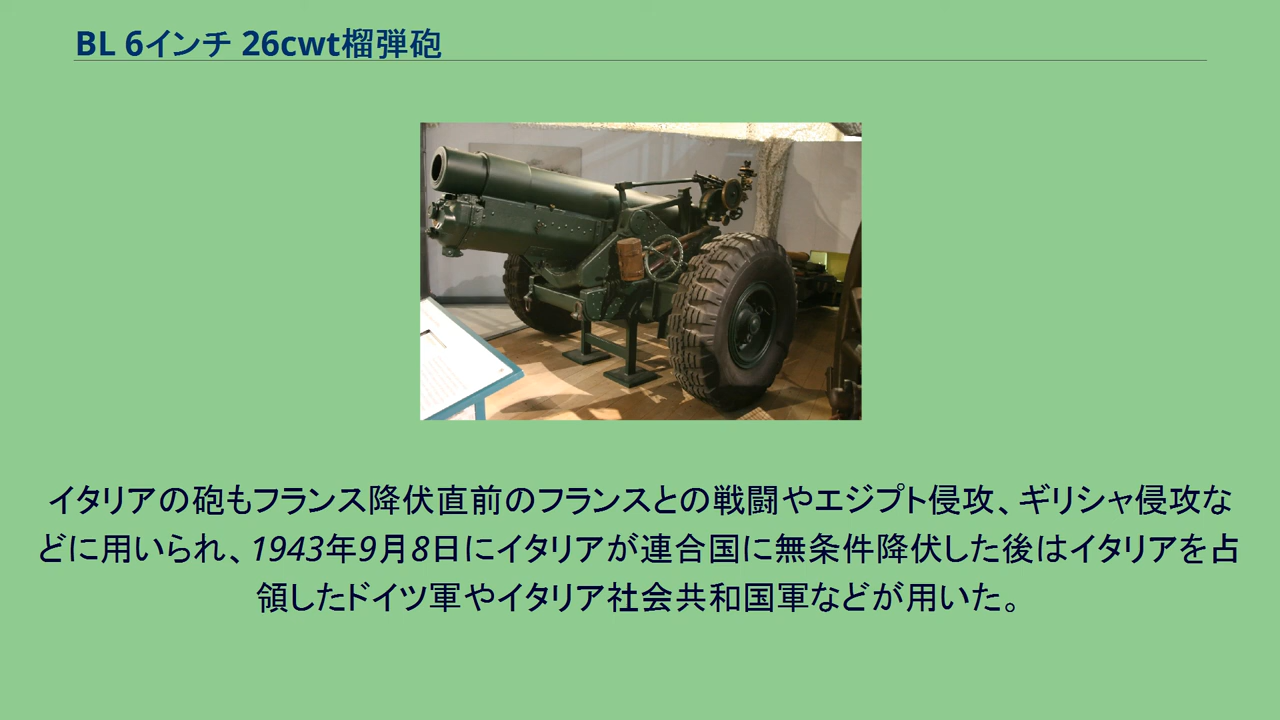 BL 6インチ 26cwt榴弾砲
イタリアの砲もフランス降伏直前のフランスとの戦闘やエジプト侵攻、ギリシャ侵攻な
どに用いられ、1943年9月8日にイタリアが連合国に無条件降伏した後はイタリアを占
領したドイツ軍やイタリア社会共和国軍などが用いた。